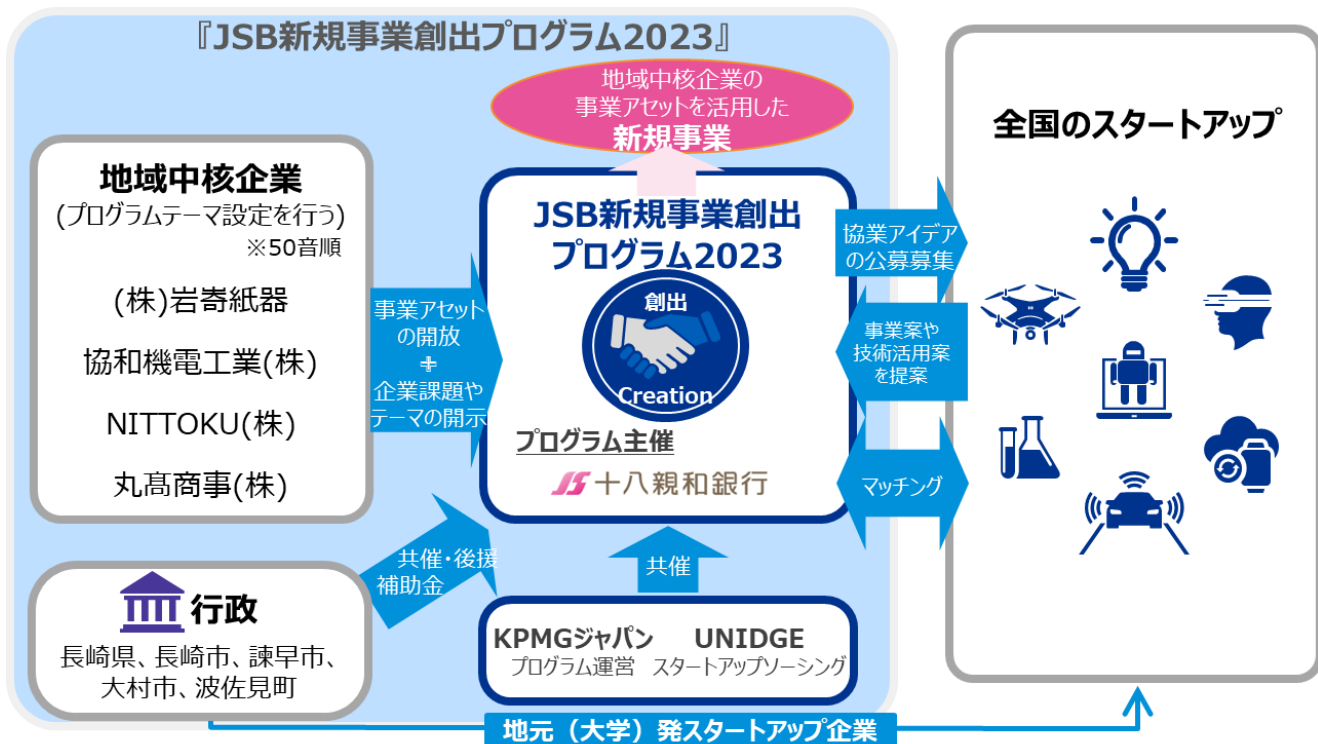 『JSB新規事業創出プログラム2023』
地域中核企業の
事業アセットを活用した
新規事業
地域中核企業
(プログラムテーマ設定を行う)
※50音順
(株)岩嵜紙器
協和機電工業(株)
NITTOKU(株)
丸髙商事(株)
事業アセット
の開放
+
企業課題や
テーマの開示
JSB新規事業創出
プログラム2023
創出
Creation
プログラム主催
JS 十八親和銀行
協業アイデア
の公募募集
事業案や
技術活用案
を提案
マッチング
全国のスタートアップ
行政
長崎県、長崎市、諫早市、
大村市、波佐見町
共催・後援
補助金
共催
KPMGジャパン
プログラム運営
UNIDGE
スタートアップソーシング
地元（大学）発スタートアップ企業